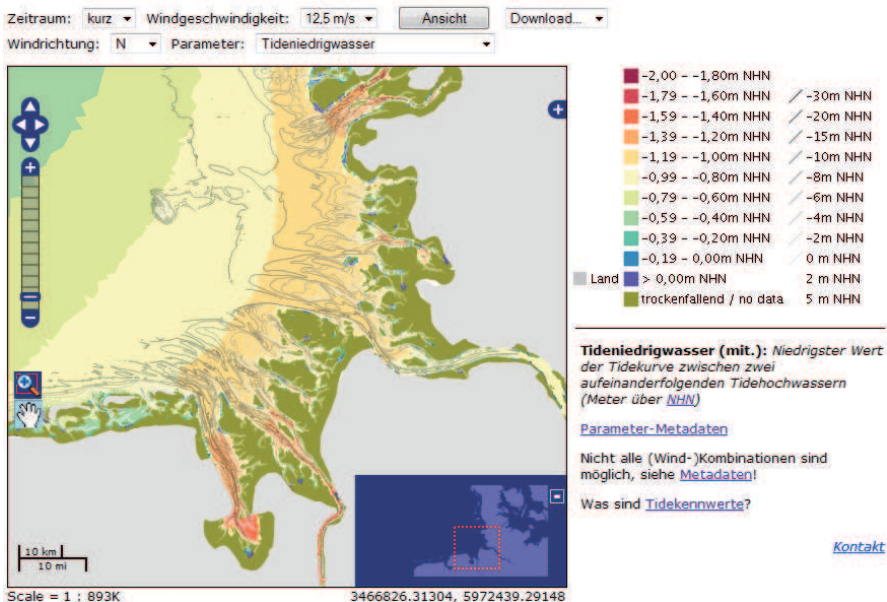 Zeitraum: kurz Windgeschwindigkeit: 12,5 m/s Ansicht Download...
Windrichtung: N Parameter: Tideniedrigwasser
-2,00 - -1,80m NHN
-1,79 - -1,60m NHN -30m NHN
-1,59 - -1,40m NHN -20m NHN
-1,39 - -1,20m NHN -15m NHN
-1,19 - -1,00m NHN -10m NHN
-0,99 - -0,80m NHN -8m NHN
-0,79 - -0,60m NHN -6m NHN
-0,59 - -0,40m NHN -4m NHN
-0,39 - -0,20m NHN -2m NHN
-0,19 - 0,00m NHN 0 m NHN
Land > 0,00m NHN 2 m NHN
trockenfallend / no data 5 m NHN
Tideniedrigwasser (mit.): Niedrigster Wert
der Tidekurve zwischen zwei
aufeinanderfolgenden Tidehochwassern
(Meter über NHN)
Parameter-Metadaten
Nicht alle (Wind-)Kombinationen sind
möglich, siehe Metadaten!
Was sind Tidekennwerte?
Kontakt
10 km
10 mi
Scale = 1 : 893K 3466826.31304, 5972439.29148